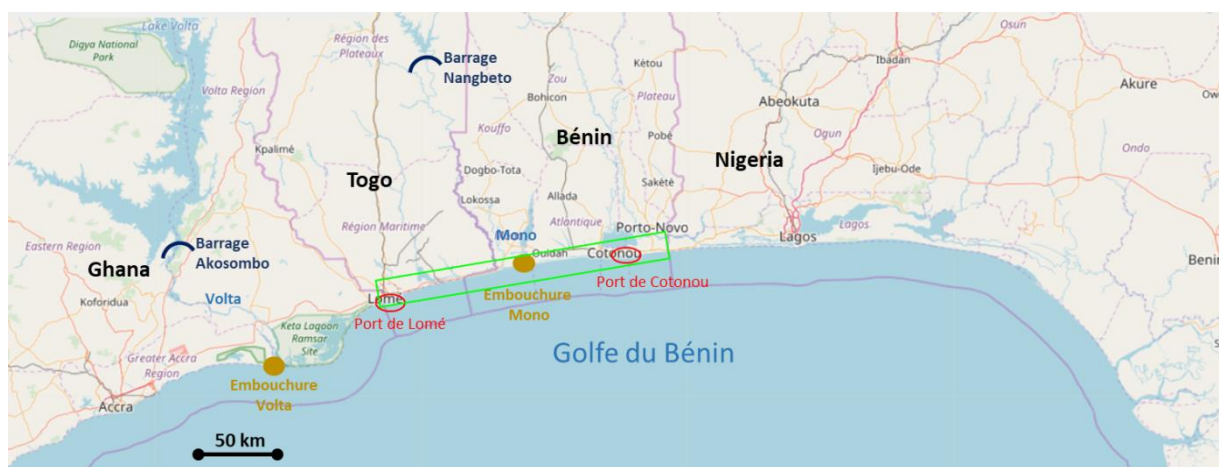 Lake Volta
Digya National
Park
Région des
Plateaux
Barrage
Nangbeto
Zou
Bohicon
Kétou
Plateau
Ibadan
Osun
Akure
Abeokuta
Volta Region
Kpalimé
Kouffo
Bénin
Pobè
Ogun
Ondo
Togo
Dogbo-Tota
Nigeria
Ijebu-Ode
Allada
Sakété
Lokossa
Région Maritime
Atlantique
Porto-Novo
Eastern Region
Barrage
Akosombo
Mono
Ouidah
Cotonou
Lagos
Lagos
Ghana
Koforidua
Volta
Lomé
Embouchure
Mono
Port de Cotonou
Port de Lomé
Keta Lagoon
Ramsar
Site
Golfe du Bénin
Greater Accra
Region
Embouchure
Volta
Accra
50 km